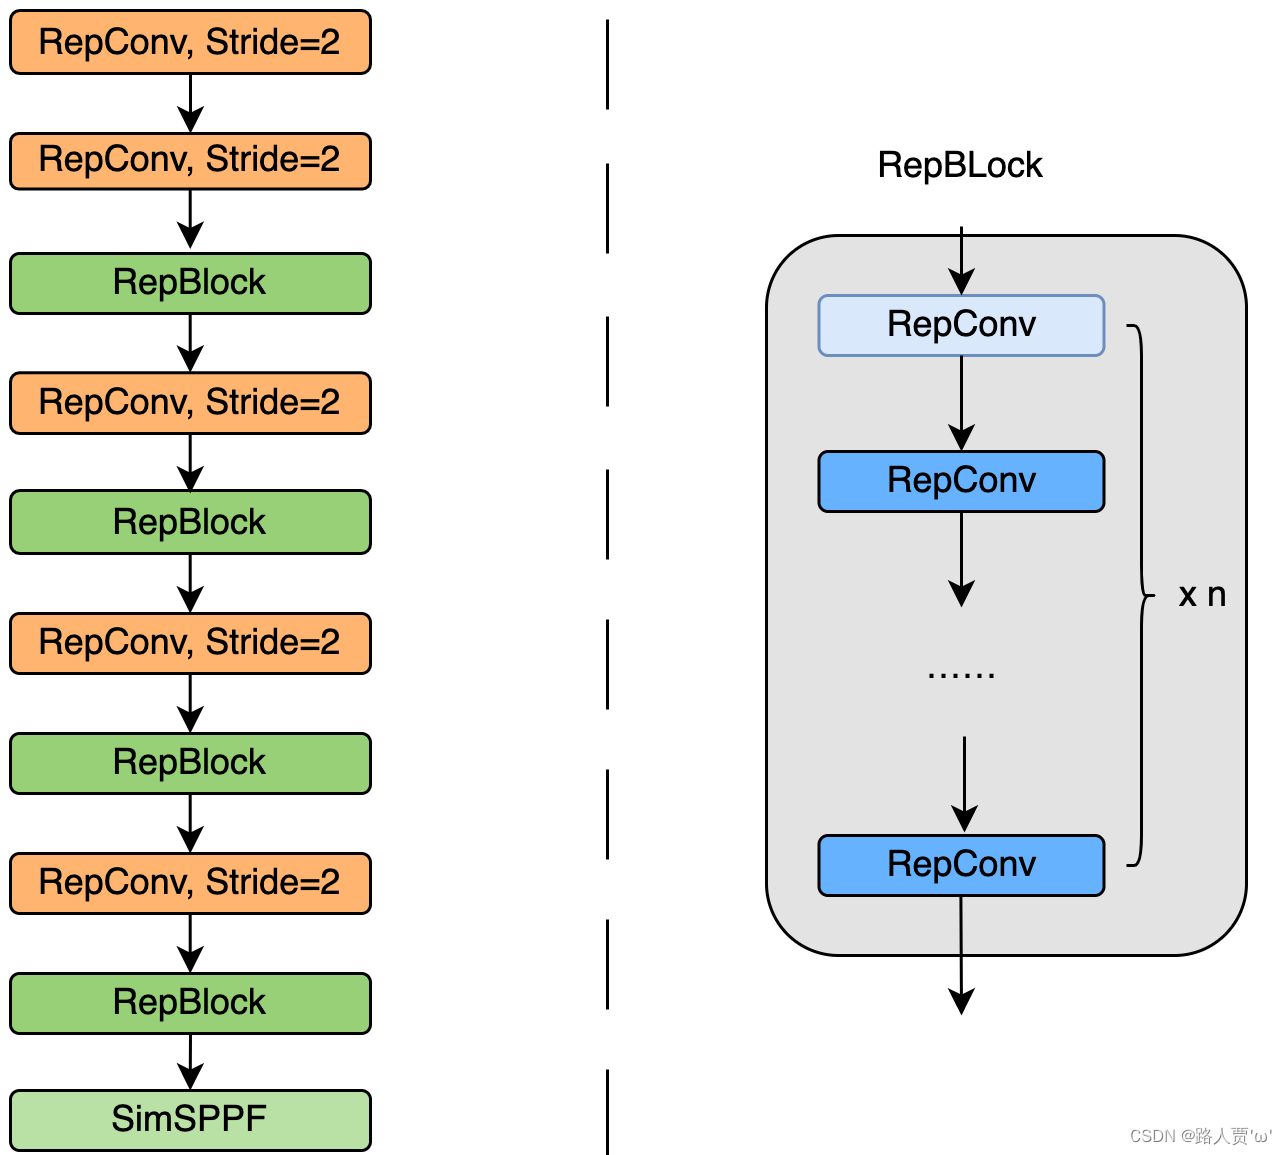 RepConv, Stride=2
RepConv, Stride=2
RepBlock
RepConv, Stride=2
RepBlock
RepConv, Stride=2
RepBlock
RepConv, Stride=2
RepBlock
SimSPPF
RepBLock
RepConv
RepConv
......
x n
RepConv
CSDN @路人贾'ω'